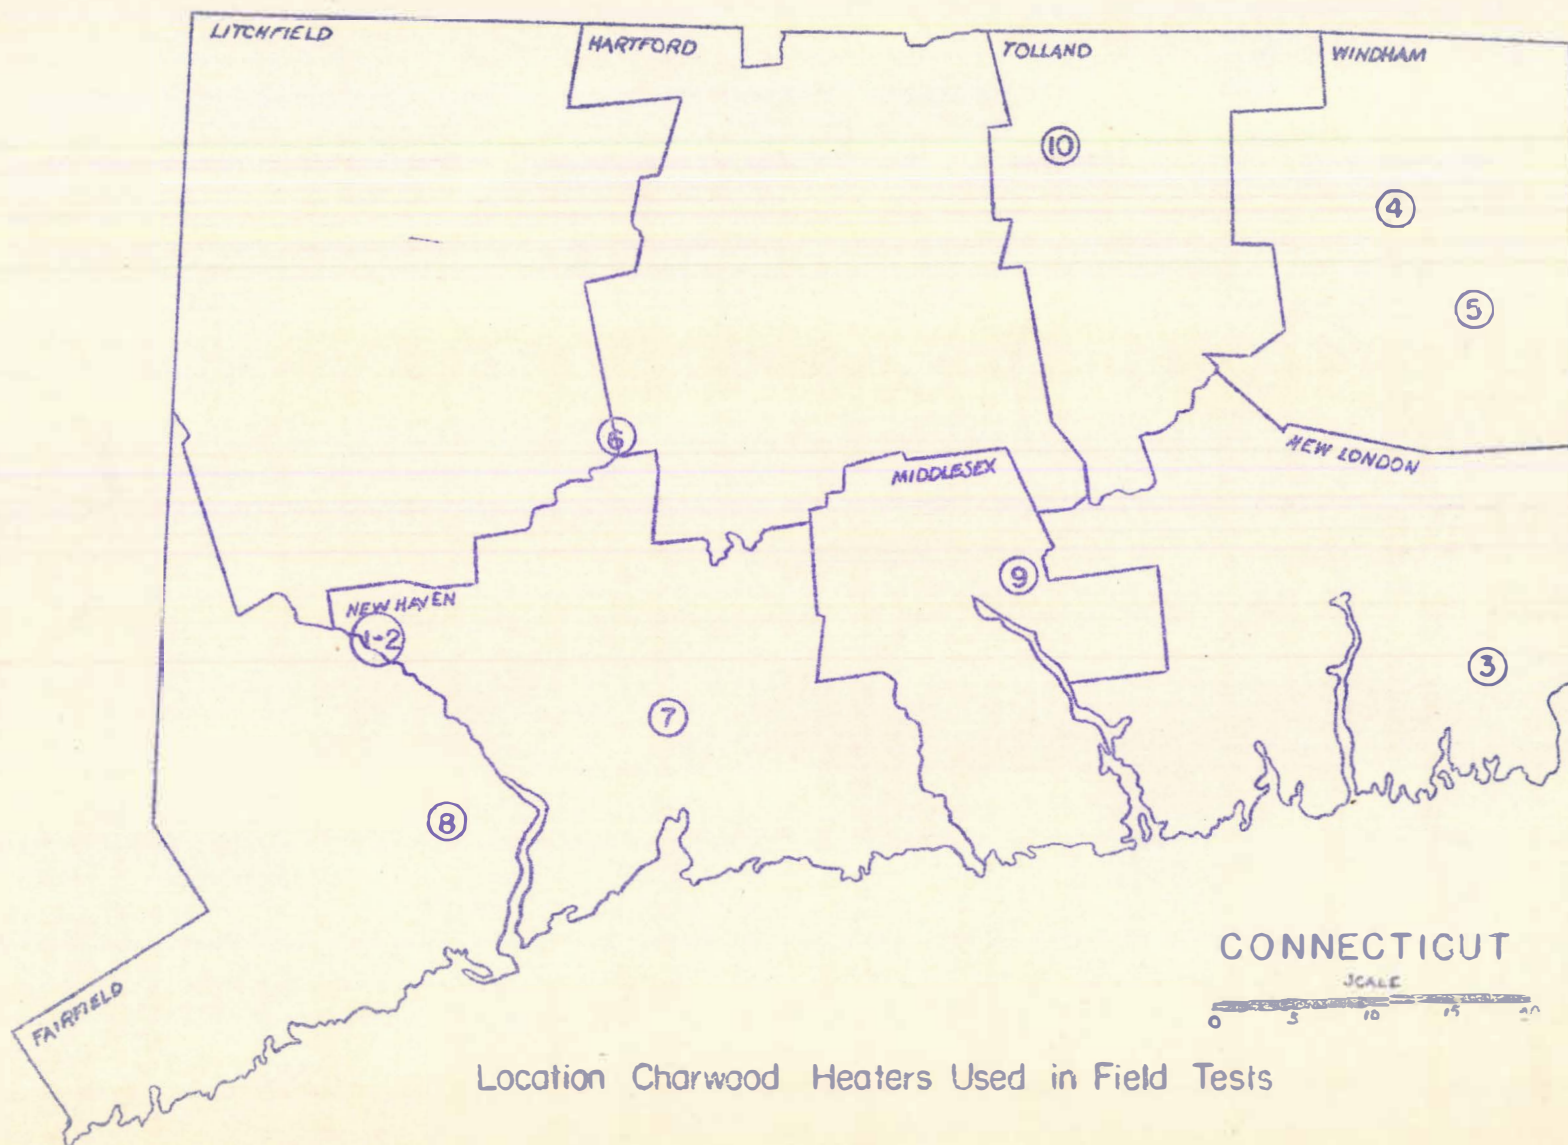 LITCHFIELD
HARTFORD
TOLLAND
WINDHAM
10
4
5
6
MIDDLESEX
NEW LONDON
9
NEW HAVEN
1-2
3
7
8
FAIRFIELD
CONNECTICUT
SCALE
0 5 10 15 20
Location Charwood Heaters Used in Field Tests